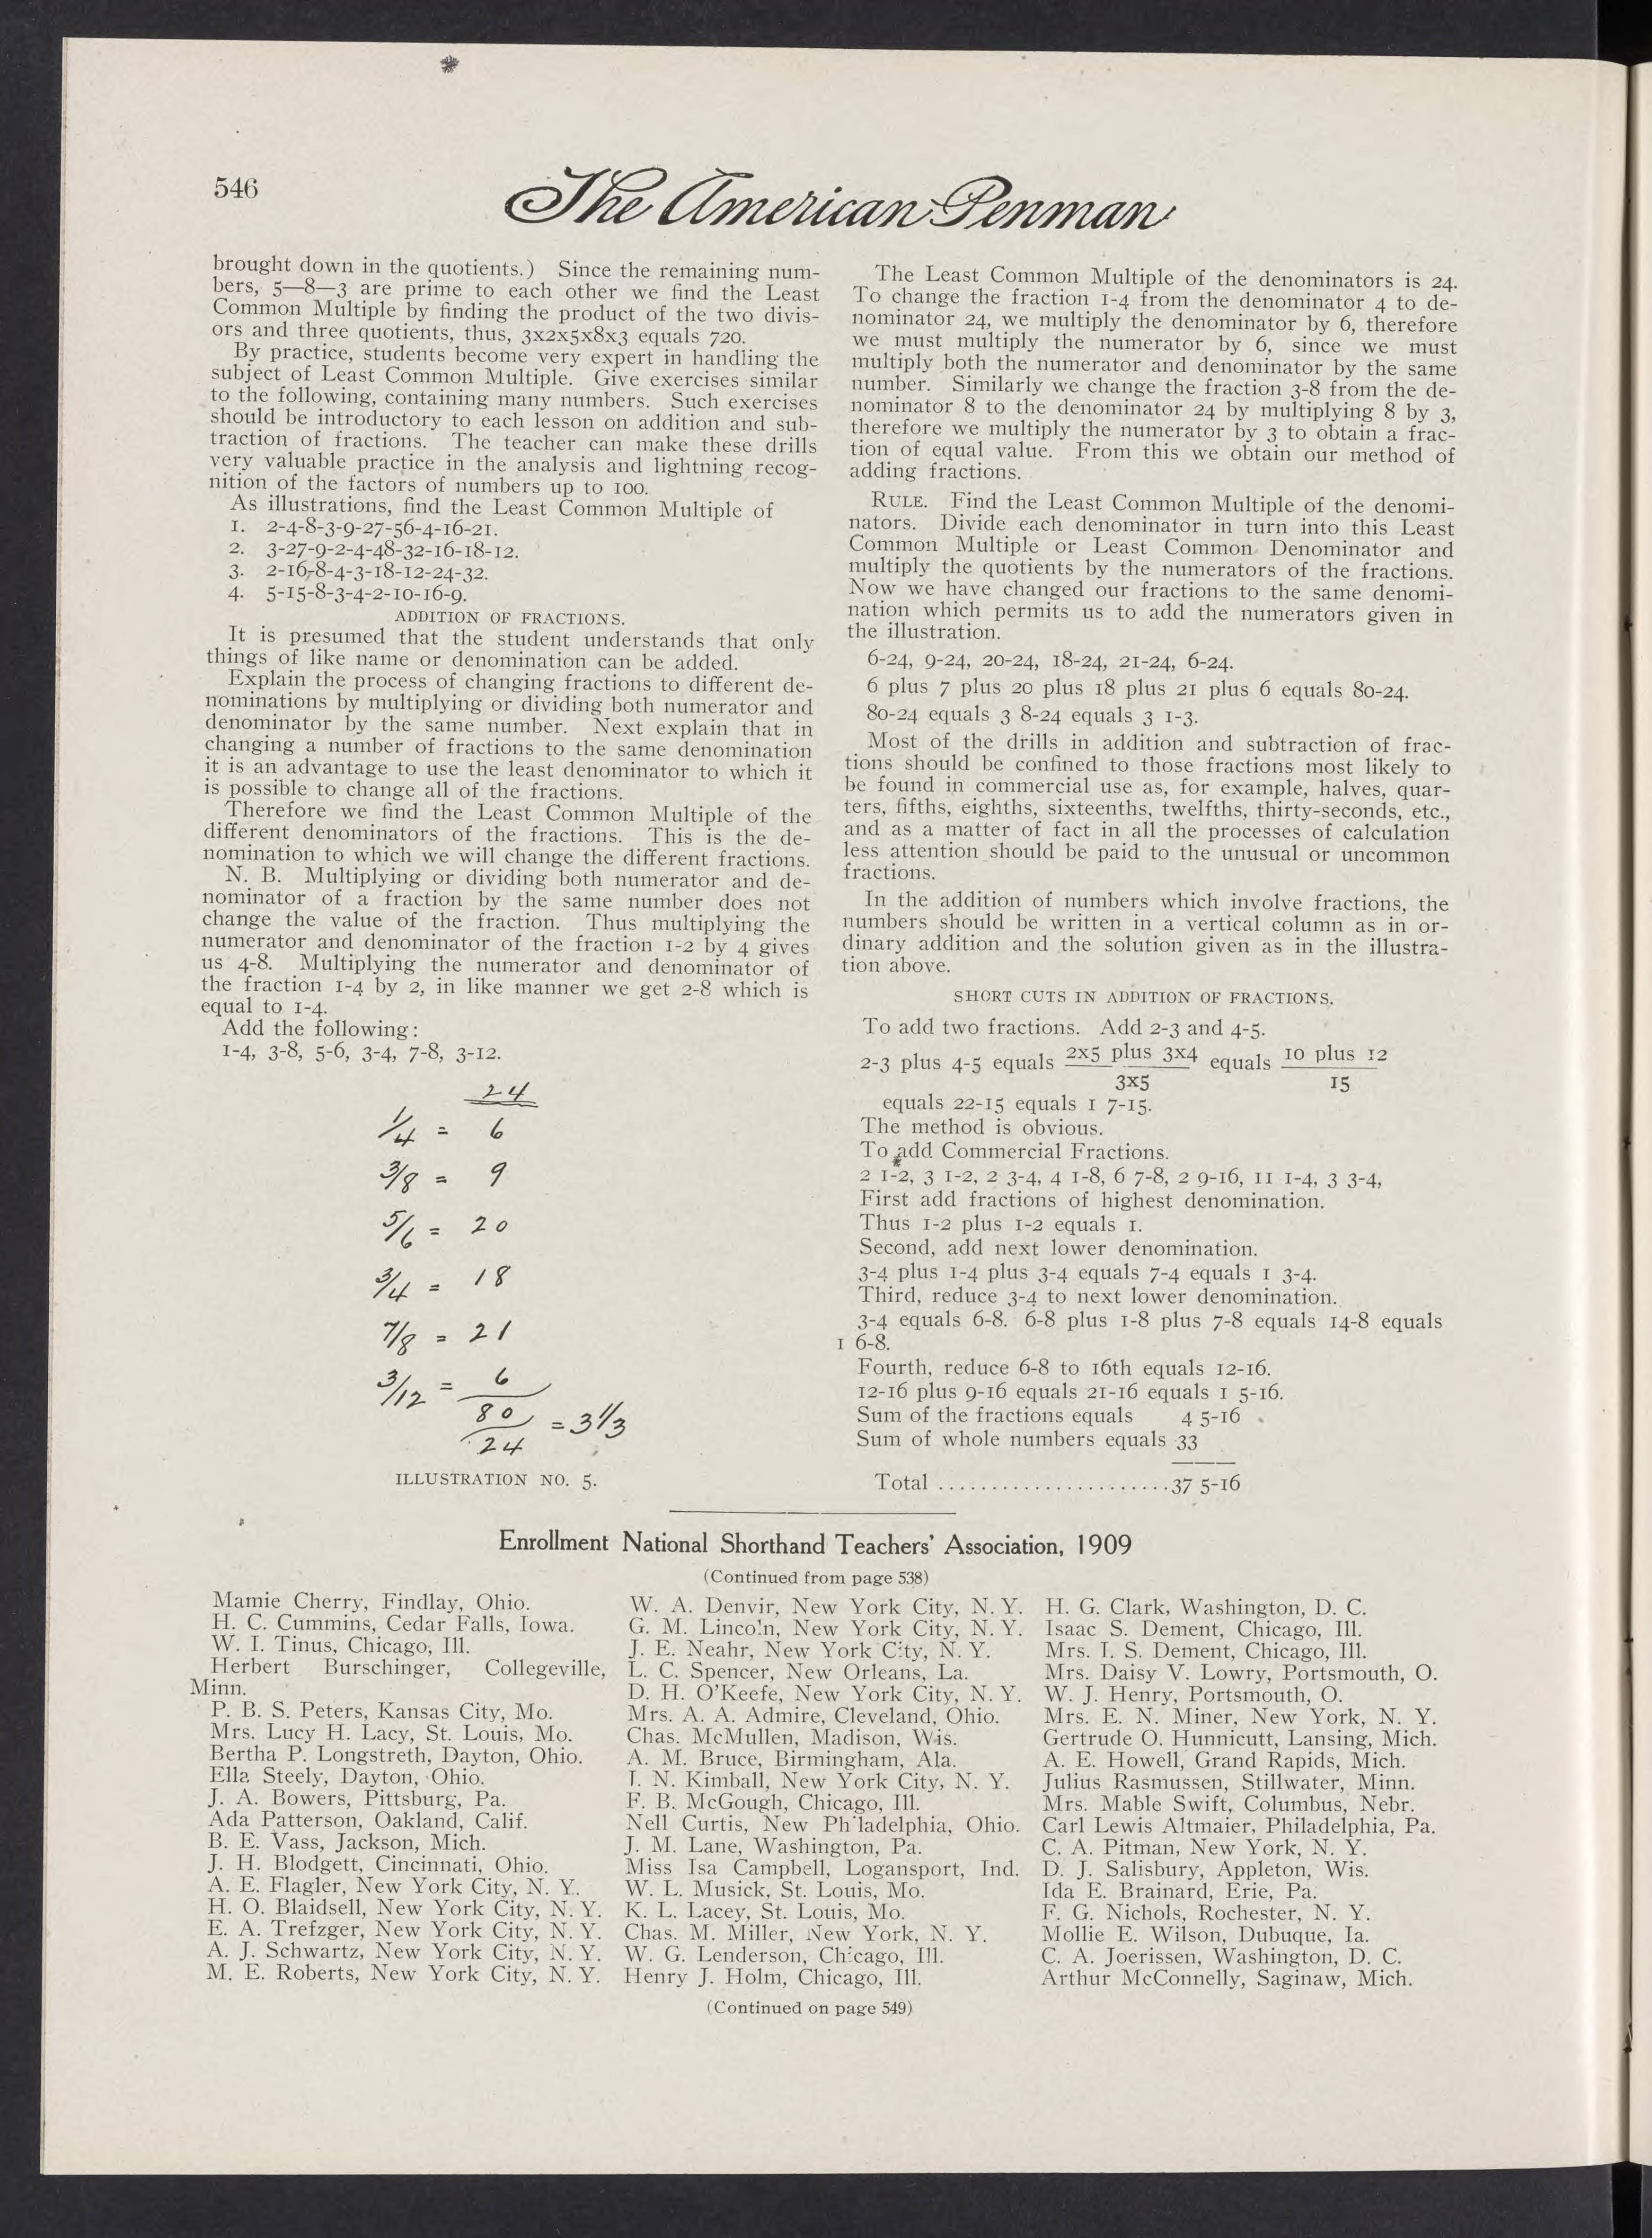 546
The American Penman
brought down in the quotients.) Since the remaining num-
bers, 5—8—3 are prime to each other we find the Least
Common Multiple by finding the product of the two divis-
ors and three quotients, thus, 3x2x5x8x3 equals 720.
By practice, students become very expert in handling the
subject of Least Common Multiple. Give exercises similar
to the following, containing many numbers. Such exercises
should be introductory to each lesson on addition and sub-
traction of fractions. The teacher can make these drills
very valuable practice in the analysis and lightning recog-
nition of the factors of numbers up to 100.
As illustrations, find the Least Common Multiple of
1. 2-4-8-3-9-27-56-4-16-21.
2. 3-27-9-2-4-48-32-16-18-12.
3. 2-16-8-4-3-18-12-24-32.
4. 5-15-8-3-4-2-10-16-9.
ADDITION OF FRACTIONS.
It is presumed that the student understands that only
things of like name or denomination can be added.
Explain the process of changing fractions to different de-
nominations by multiplying or dividing both numerator and
denominator by the same number. Next explain that in
changing a number of fractions to the same denomination
it is an advantage to use the least denominator to which it
is possible to change all of the fractions.
Therefore we find the Least Common Multiple of the
different denominators of the fractions. This is the de-
nomination to which we will change the different fractions.
N. B. Multiplying or dividing both numerator and de-
nominator of a fraction by the same number does not
change the value of the fraction. Thus multiplying the
numerator and denominator of the fraction 1-2 by 4 gives
us 4-8. Multiplying the numerator and denominator of
the fraction 1-4 by 2, in like manner we get 2-8 which is
equal to 1-4.
Add the following:
1-4, 3-8, 5-6, 3-4, 7-8, 3-12.
24
1/4 = 6
3/8 = 9
5/6 = 20
3/4 = 18
7/8 = 21
3/12 = 6
80
= 3 1/3
24
ILLUSTRATION NO. 5.
The Least Common Multiple of the denominators is 24.
To change the fraction 1-4 from the denominator 4 to de-
nominator 24, we multiply the denominator by 6, therefore
we must multiply the numerator by 6, since we must
multiply both the numerator and denominator by the same
number. Similarly we change the fraction 3-8 from the de-
nominator 8 to the denominator 24 by multiplying 8 by 3,
therefore we multiply the numerator by 3 to obtain a frac-
tion of equal value. From this we obtain our method of
adding fractions.
RULE. Find the Least Common Multiple of the denomi-
nators. Divide each denominator in turn into this Least
Common Multiple or Least Common Denominator and
multiply the quotients by the numerators of the fractions.
Now we have changed our fractions to the same denomi-
nation which permits us to add the numerators given in
the illustration.
6-24, 9-24, 20-24, 18-24, 21-24, 6-24.
6 plus 7 plus 20 plus 18 plus 21 plus 6 equals 80-24.
80-24 equals 3 8-24 equals 3 1-3.
Most of the drills in addition and subtraction of frac-
tions should be confined to those fractions most likely to
be found in commercial use as, for example, halves, quar-
ters, fifths, eighths, sixteenths, twelfths, thirty-seconds, etc.,
and as a matter of fact in all the processes of calculation
less attention should be paid to the unusual or uncommon
fractions.
In the addition of numbers which involve fractions, the
numbers should be written in a vertical column as in or-
dinary addition and the solution given as in the illustra-
tion above.
SHORT CUTS IN ADDITION OF FRACTIONS.
To add two fractions. Add 2-3 and 4-5.
2-3 plus 4-5 equals 2x5 plus 3x4 equals 10 plus 12
3x5 15
equals 22-15 equals 1 7-15.
The method is obvious.
To add Commercial Fractions.
2 1-2, 3 1-2, 2 3-4, 4 1-8, 6 7-8, 2 9-16, 11 1-4, 3 3-4,
First add fractions of highest denomination.
Thus 1-2 plus 1-2 equals 1.
Second, add next lower denomination.
3-4 plus 1-4 plus 3-4 equals 7-4 equals 1 3-4.
Third, reduce 3-4 to next lower denomination.
3-4 equals 6-8. 6-8 plus 1-8 plus 7-8 equals 14-8 equals
1 6-8.
Fourth, reduce 6-8 to 16th equals 12-16.
12-16 plus 9-16 equals 21-16 equals 1 5-16.
Sum of the fractions equals 4 5-16
Sum of whole numbers equals 33
Total ......................37 5-16
Enrollment National Shorthand Teachers' Association, 1909
(Continued from page 538)
Mamie Cherry, Findlay, Ohio.
H. C. Cummins, Cedar Falls, Iowa.
W. I. Tinus, Chicago, Ill.
Herbert Burschinger, Collegeville,
Minn.
P. B. S. Peters, Kansas City, Mo.
Mrs. Lucy H. Lacy, St. Louis, Mo.
Bertha P. Longstreth, Dayton, Ohio.
Ella Steely, Dayton, Ohio.
J. A. Bowers, Pittsburg, Pa.
Ada Patterson, Oakland, Calif.
B. E. Vass, Jackson, Mich.
J. H. Blodgett, Cincinnati, Ohio.
A. E. Flagler, New York City, N. Y.
H. O. Blaidsell, New York City, N. Y.
E. A. Trefzger, New York City, N. Y.
A. J. Schwartz, New York City, N. Y.
M. E. Roberts, New York City, N. Y.
W. A. Denvir, New York City, N. Y.
G. M. Lincoln, New York City, N. Y.
J. E. Neahr, New York City, N. Y.
L. C. Spencer, New Orleans, La.
D. H. O'Keefe, New York City, N. Y.
Mrs. A. A. Admire, Cleveland, Ohio.
Chas. McMullen, Madison, Wis.
A. M. Bruce, Birmingham, Ala.
J. N. Kimball, New York City, N. Y.
F. B. McGough, Chicago, Ill.
Nell Curtis, New Philadelphia, Ohio.
J. M. Lane, Washington, Pa.
Miss Isa Campbell, Logansport, Ind.
W. L. Musick, St. Louis, Mo.
K. L. Lacey, St. Louis, Mo.
Chas. M. Miller, New York, N. Y.
W. G. Lenderson, Chicago, Ill.
Henry J. Holm, Chicago, Ill.
H. G. Clark, Washington, D. C.
Isaac S. Dement, Chicago, Ill.
Mrs. I. S. Dement, Chicago, Ill.
Mrs. Daisy V. Lowry, Portsmouth, O.
W. J. Henry, Portsmouth, O.
Mrs. E. N. Miner, New York, N. Y.
Gertrude O. Hunnicutt, Lansing, Mich.
A. E. Howell, Grand Rapids, Mich.
Julius Rasmussen, Stillwater, Minn.
Mrs. Mable Swift, Columbus, Nebr.
Carl Lewis Altmaier, Philadelphia, Pa.
C. A. Pitman, New York, N. Y.
D. J. Salisbury, Appleton, Wis.
Ida E. Brainard, Erie, Pa.
F. G. Nichols, Rochester, N. Y.
Mollie E. Wilson, Dubuque, Ia.
C. A. Joerissen, Washington, D. C.
Arthur McConnelly, Saginaw, Mich.
(Continued on page 549)